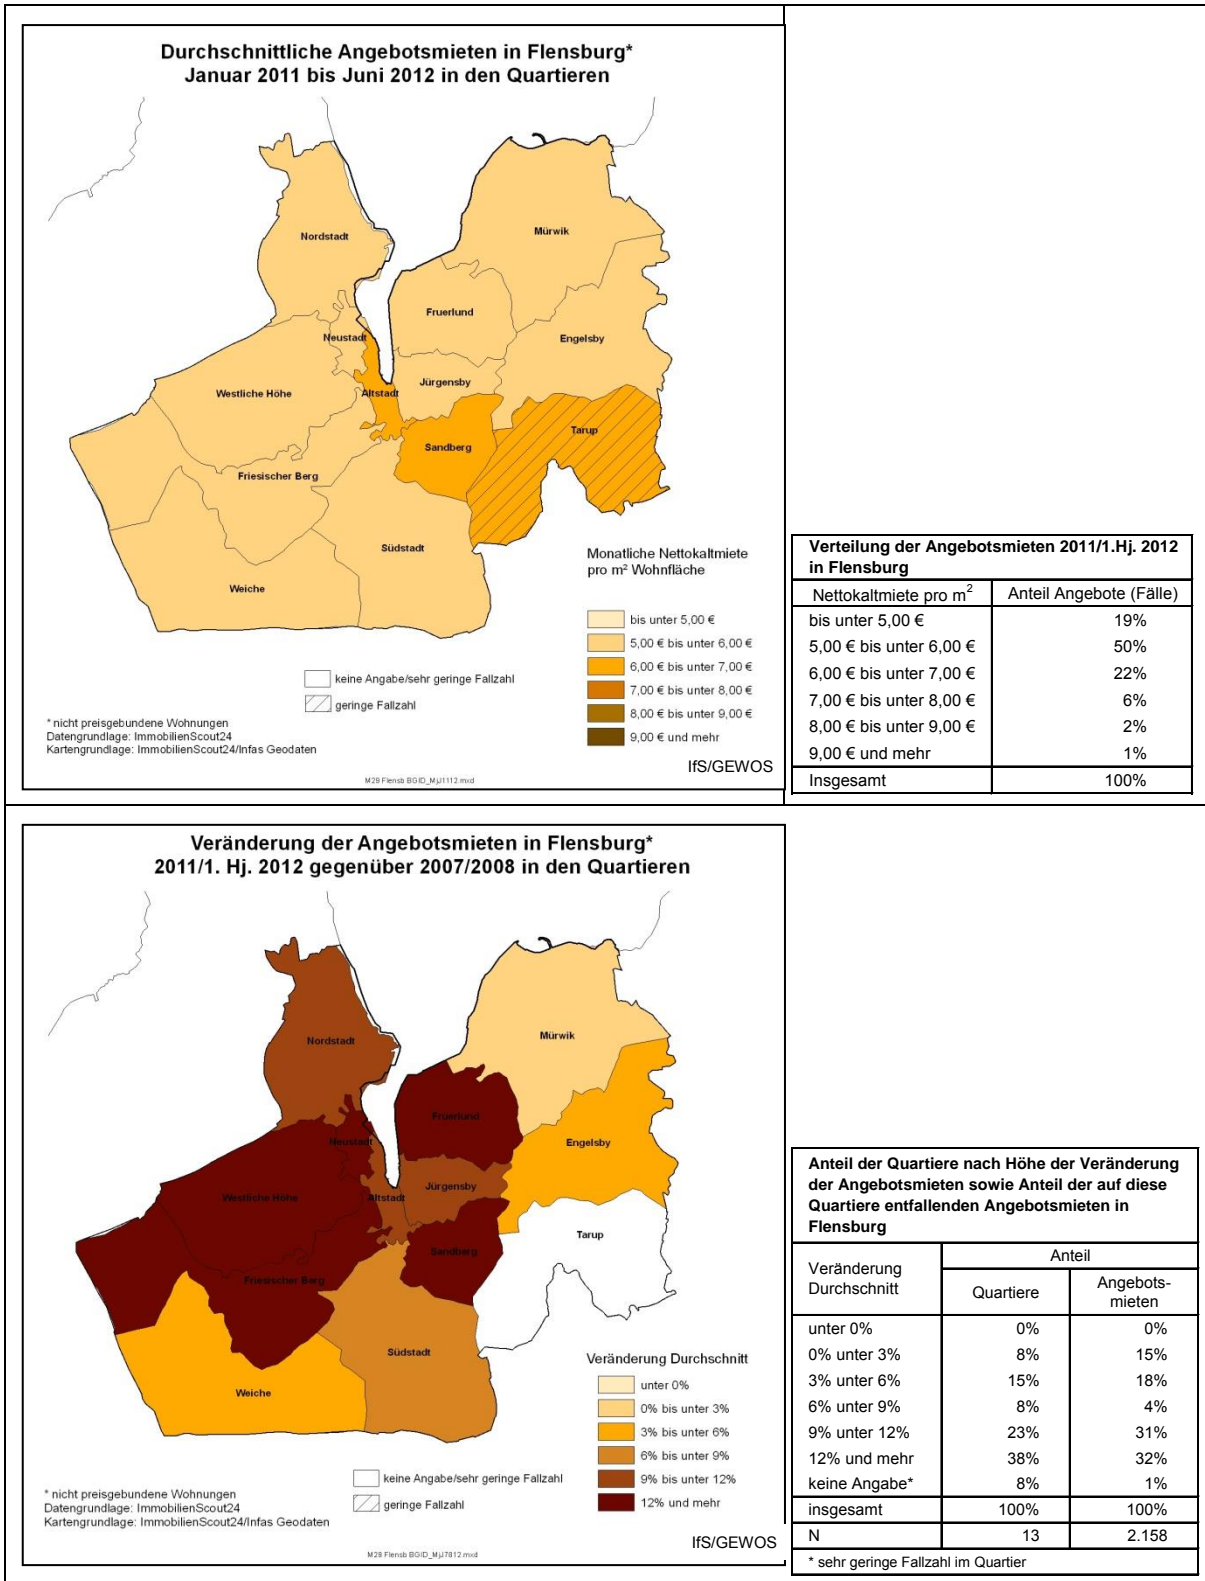 Durchschnittliche Angebotsmieten in Flensburg*
Januar 2011 bis Juni 2012 in den Quartieren
Nordstadt
Mürwik
Fruerlund
Engelsby
Neustadt
Jürgensby
Westliche Höhe
Altstadt
Tarup
Sandberg
Friesischer Berg
Südstadt
Weiche
Monatliche Nettokaltmiete
pro m² Wohnfläche
bis unter 5,00 €
5,00 € bis unter 6,00 €
6,00 € bis unter 7,00 €
7,00 € bis unter 8,00 €
8,00 € bis unter 9,00 €
9,00 € und mehr
keine Angabe/sehr geringe Fallzahl
geringe Fallzahl
* nicht preisgebundene Wohnungen
Datengrundlage: ImmobilienScout24
Kartengrundlage: ImmobilienScout24/Infas Geodaten
IfS/GEWOS
M29 Flensb BGID_MjJ1112.mxd
Verteilung der Angebotsmieten 2011/1.Hj. 2012
in Flensburg
Nettokaltmiete pro m² Anteil Angebote (Fälle)
bis unter 5,00 € 19%
5,00 € bis unter 6,00 € 50%
6,00 € bis unter 7,00 € 22%
7,00 € bis unter 8,00 € 6%
8,00 € bis unter 9,00 € 2%
9,00 € und mehr 1%
Insgesamt 100%
Veränderung der Angebotsmieten in Flensburg*
2011/1. Hj. 2012 gegenüber 2007/2008 in den Quartieren
Nordstadt
Mürwik
Fruerlund
Engelsby
Neustadt
Jürgensby
Westliche Höhe
Altstadt
Tarup
Sandberg
Friesischer Berg
Südstadt
Weiche
Veränderung Durchschnitt
unter 0%
0% bis unter 3%
3% bis unter 6%
6% bis unter 9%
9% bis unter 12%
12% und mehr
keine Angabe/sehr geringe Fallzahl
geringe Fallzahl
* nicht preisgebundene Wohnungen
Datengrundlage: ImmobilienScout24
Kartengrundlage: ImmobilienScout24/Infas Geodaten
IfS/GEWOS
M29 Flensb BGID_MjJ7812.mxd
Anteil der Quartiere nach Höhe der Veränderung
der Angebotsmieten sowie Anteil der auf diese
Quartiere entfallenden Angebotsmieten in
Flensburg
Veränderung
Durchschnitt
Anteil
Quartiere
Angebots-
mieten
unter 0% 0% 0%
0% unter 3% 8% 15%
3% unter 6% 15% 18%
6% unter 9% 8% 4%
9% unter 12% 23% 31%
12% und mehr 38% 32%
keine Angabe* 8% 1%
insgesamt 100% 100%
N 13 2.158
* sehr geringe Fallzahl im Quartier